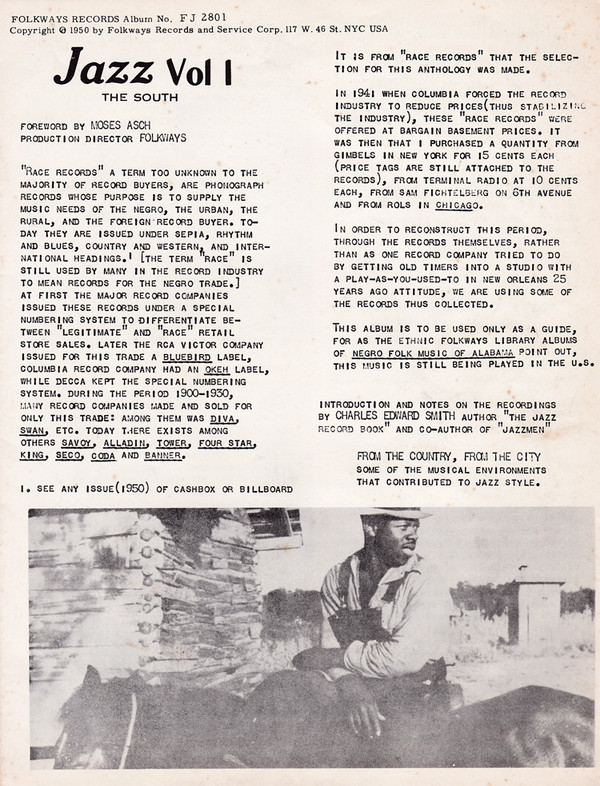 FOLKWAYS RECORDS Album No. FJ 2801
Copyright © 1950 by Folkways Records and Service Corp, 117 W. 46 St. NYC USA
Jazz Vol 1
THE SOUTH
FOREWORD BY MOSES ASCH
PRODUCTION DIRECTOR FOLKWAYS
"RACE RECORDS" A TERM TOO UNKNOWN TO THE
MAJORITY OF RECORD BUYERS, ARE PHONOGRAPH
RECORDS WHOSE PURPOSE IS TO SUPPLY THE
MUSIC NEEDS OF THE NEGRO, THE URBAN, THE
RURAL, AND THE FOREIGN RECORD BUYER. TO-
DAY THEY ARE ISSUED UNDER SEPIA, RHYTHM
AND BLUES, COUNTRY AND WESTERN, AND INTER-
NATIONAL HEADINGS.¹ [THE TERM "RACE" IS
STILL USED BY MANY IN THE RECORD INDUSTRY
TO MEAN RECORDS FOR THE NEGRO TRADE.]
AT FIRST THE MAJOR RECORD COMPANIES
ISSUED THESE RECORDS UNDER A SPECIAL
NUMBERING SYSTEM TO DIFFERENTIATE BE-
TWEEN "LEGITIMATE" AND "RACE" RETAIL
STORE SALES. LATER THE RCA VICTOR COMPANY
ISSUED FOR THIS TRADE A BLUEBIRD LABEL,
COLUMBIA RECORD COMPANY HAD AN OKEH LABEL,
WHILE DECCA KEPT THE SPECIAL NUMBERING
SYSTEM. DURING THE PERIOD 1900-1930,
MANY RECORD COMPANIES MADE AND SOLD FOR
ONLY THIS TRADE: AMONG THEM WAS DIVA,
SWAN, ETC. TODAY THERE EXISTS AMONG
OTHERS SAVOY, ALLADIN, TOWER, FOUR STAR,
KING, SECO, CODA AND BANNER.
1. SEE ANY ISSUE(1950) OF CASHBOX OR BILLBOARD
IT IS FROM "RACE RECORDS" THAT THE SELEC-
TION FOR THIS ANTHOLOGY WAS MADE.
IN 1941 WHEN COLUMBIA FORCED THE RECORD
INDUSTRY TO REDUCE PRICES(THUS STABILIZING
THE INDUSTRY), THESE "RACE RECORDS" WERE
OFFERED AT BARGAIN BASEMENT PRICES. IT
WAS THEN THAT I PURCHASED A QUANTITY FROM
GIMBELS IN NEW YORK FOR 15 CENTS EACH
(PRICE TAGS ARE STILL ATTACHED TO THE
RECORDS), FROM TERMINAL RADIO AT 10 CENTS
EACH, FROM SAM FICHTELBERG ON 6TH AVENUE
AND FROM ROLS IN CHICAGO.
IN ORDER TO RECONSTRUCT THIS PERIOD,
THROUGH THE RECORDS THEMSELVES, RATHER
THAN AS ONE RECORD COMPANY TRIED TO DO
BY GETTING OLD TIMERS INTO A STUDIO WITH
A PLAY-AS-YOU-USED-TO IN NEW ORLEANS 25
YEARS AGO ATTITUDE, WE ARE USING SOME OF
THE RECORDS THUS COLLECTED.
THIS ALBUM IS TO BE USED ONLY AS A GUIDE,
FOR AS THE ETHNIC FOLKWAYS LIBRARY ALBUMS
OF NEGRO FOLK MUSIC OF ALABAMA POINT OUT,
THIS MUSIC IS STILL BEING PLAYED IN THE U.S.
INTRODUCTION AND NOTES ON THE RECORDINGS
BY CHARLES EDWARD SMITH AUTHOR "THE JAZZ
RECORD BOOK" AND CO-AUTHOR OF "JAZZMEN"
FROM THE COUNTRY, FROM THE CITY
SOME OF THE MUSICAL ENVIRONMENTS
THAT CONTRIBUTED TO JAZZ STYLE.